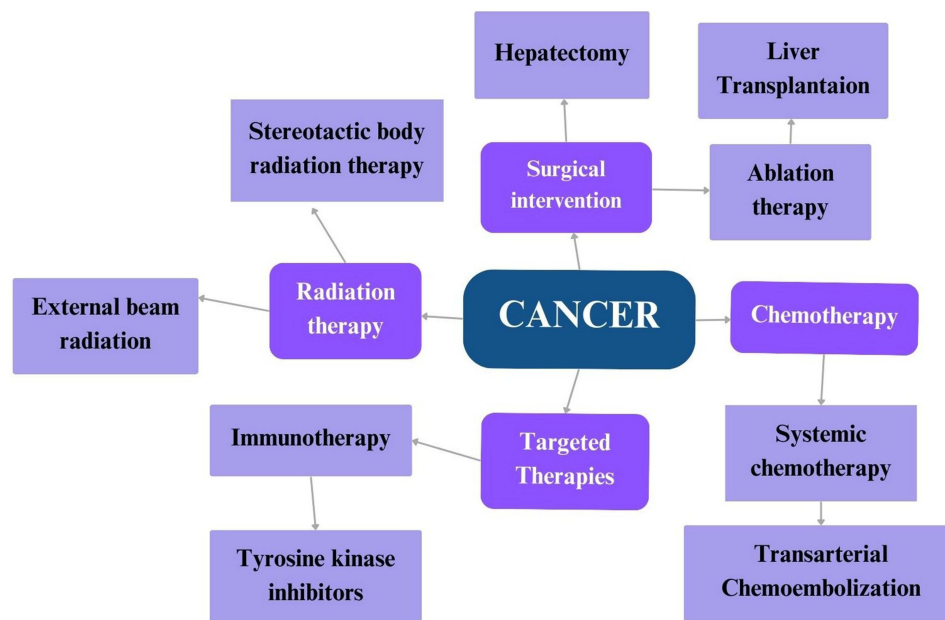 Hepatectomy
Liver
Transplantaion
Stereotactic body
radiation therapy
Surgical
intervention
Ablation
therapy
External beam
radiation
Radiation
therapy
CANCER
Chemotherapy
Immunotherapy
Targeted
Therapies
Systemic
chemotherapy
Tyrosine kinase
inhibitors
Transarterial
Chemoembolization